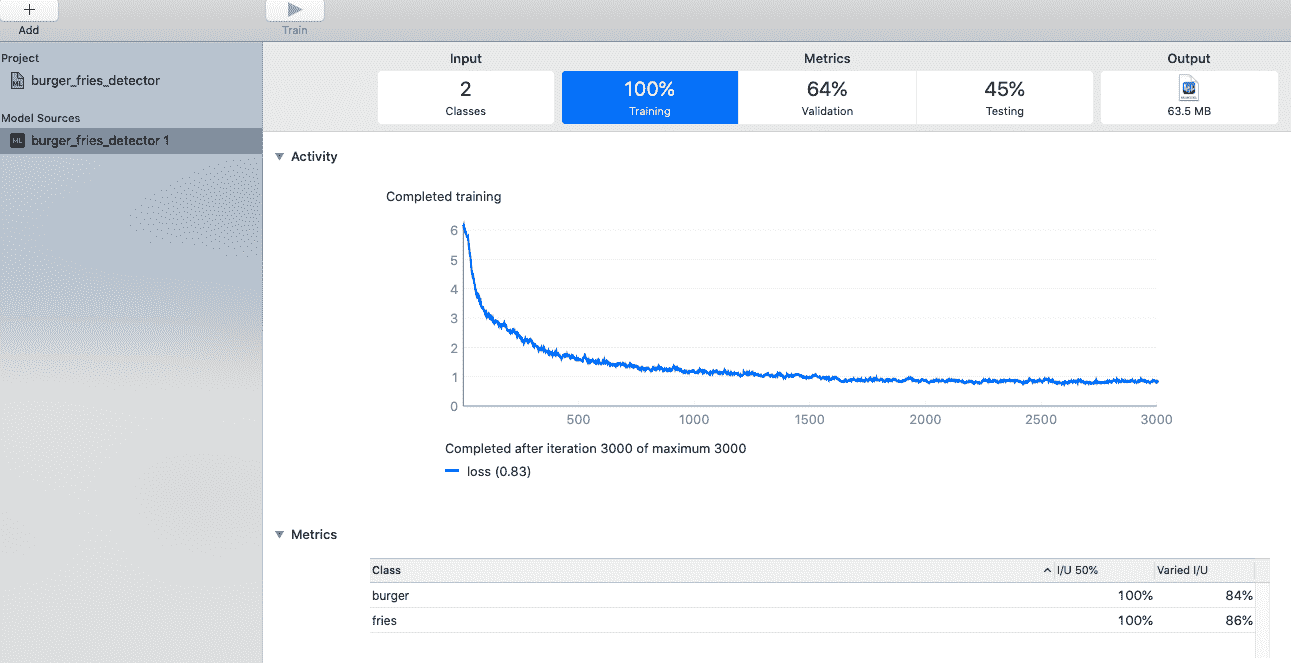 Add
Train
Project
burger_fries_detector
Model Sources
ML burger_fries_detector 1
Input
Metrics
Output
2
Classes
100%
Training
64%
Validation
45%
Testing
63.5 MB
Activity
Completed training
6
5
4
3
2
1
0
500 1000 1500 2000 2500 3000
Completed after iteration 3000 of maximum 3000
loss (0.83)
Metrics
Class I/U 50% Varied I/U
burger 100% 84%
fries 100% 86%